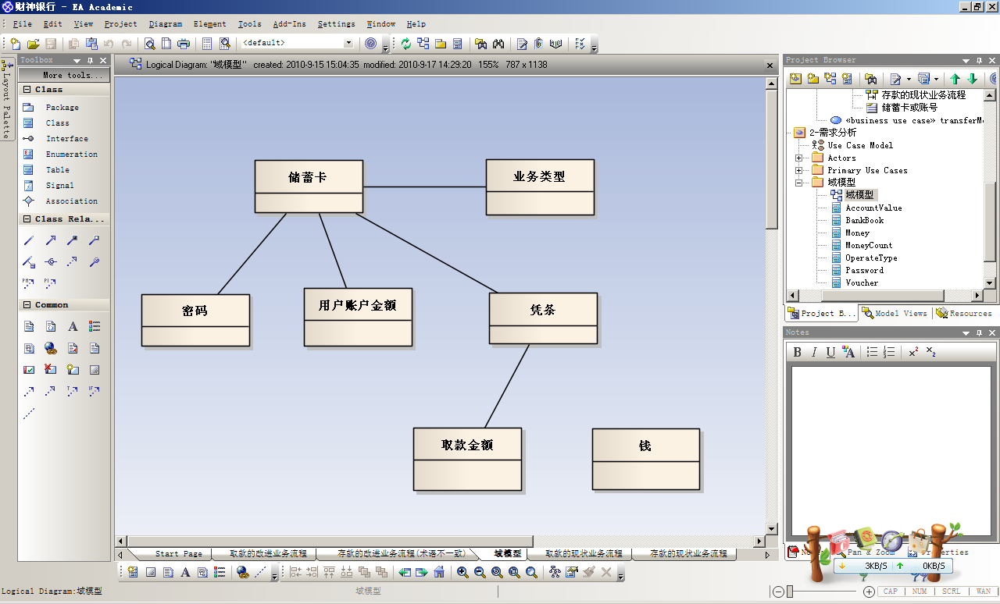 财神银行 - EA Academic
File Edit View Project Diagram Element Tools Add-Ins Settings Window Help
<default>
Layout Palette
Toolbox
More tools...
Class
Package
Class
Interface
Enumeration
Table
Signal
Association
Class Rela...
Common
Logical Diagram: "域模型" created: 2010-9-15 15:04:35 modified: 2010-9-17 14:29:20 155% 787 x 1138
储蓄卡
业务类型
密码
用户账户金额
凭条
取款金额
钱
Start Page 取款的改进业务流程 存款的改进业务流程(术语不一致) 域模型 取款的现状业务流程 存款的现状业务流程
Project Browser
存款的现状业务流程
储蓄卡或账号
«business use case» transferM
2-需求分析
Use Case Model
Actors
Primary Use Cases
域模型
域模型
AccountValue
BankBook
Money
MoneyCount
OperateType
Password
Voucher
Project B... Model Views Resources
Notes
B I U A x² x₂
Pan & Zoom
3KB/S 0KB/S
Logical Diagram:域模型
域模型
CAP NUM SCRL WAN